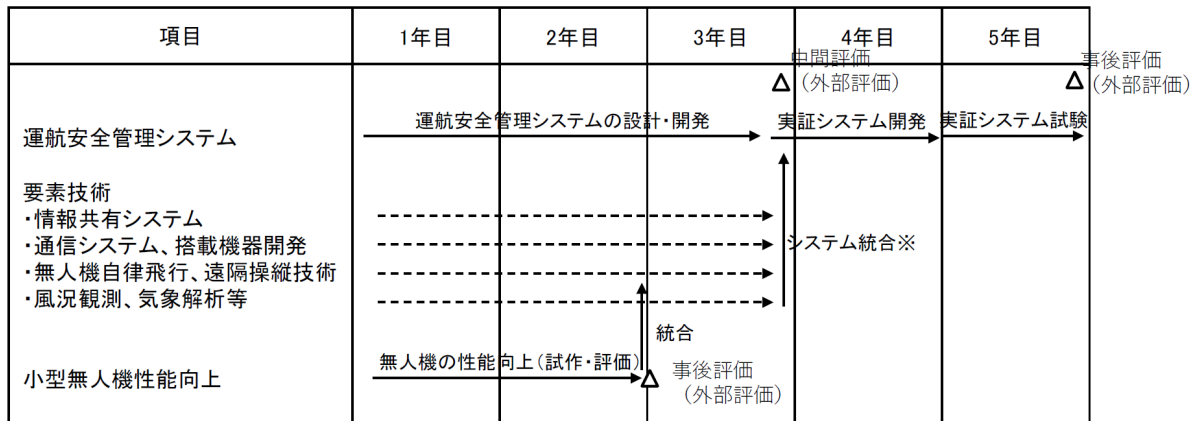 項目
1年目
2年目
3年目
4年目
5年目
中間評価
（外部評価）
事後評価
（外部評価）
運航安全管理システム
運航安全管理システムの設計・開発
実証システム開発
実証システム試験
要素技術
・情報共有システム
・通信システム、搭載機器開発
・無人機自律飛行、遠隔操縦技術
・風況観測、気象解析等
システム統合※
統合
小型無人機性能向上
無人機の性能向上（試作・評価）
事後評価
（外部評価）